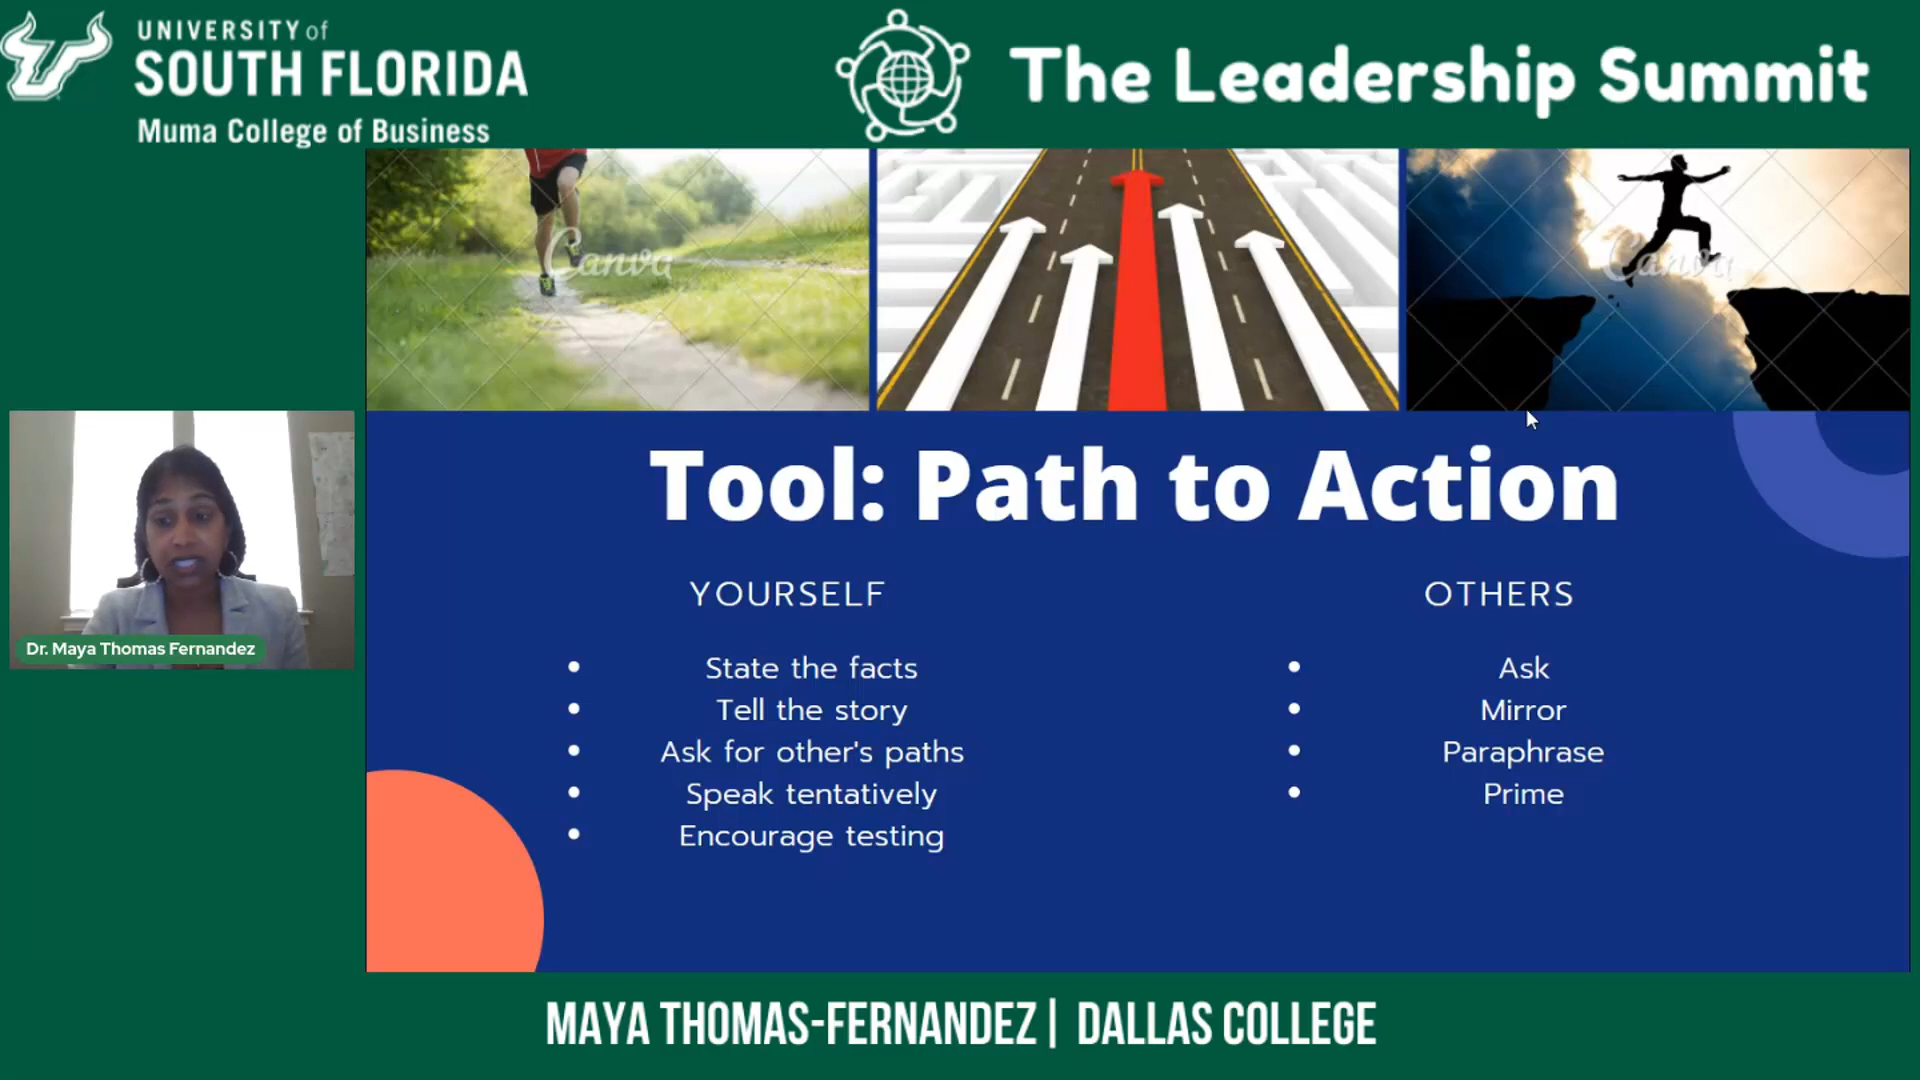 UNIVERSITY of
SOUTH FLORIDA
Muma College of Business
The Leadership Summit
Canva
Canva
Tool: Path to Action
YOURSELF
OTHERS
• State the facts
• Tell the story
• Ask for other's paths
• Speak tentatively
• Encourage testing
• Ask
• Mirror
• Paraphrase
• Prime
Dr. Maya Thomas Fernandez
MAYA THOMAS-FERNANDEZ | DALLAS COLLEGE